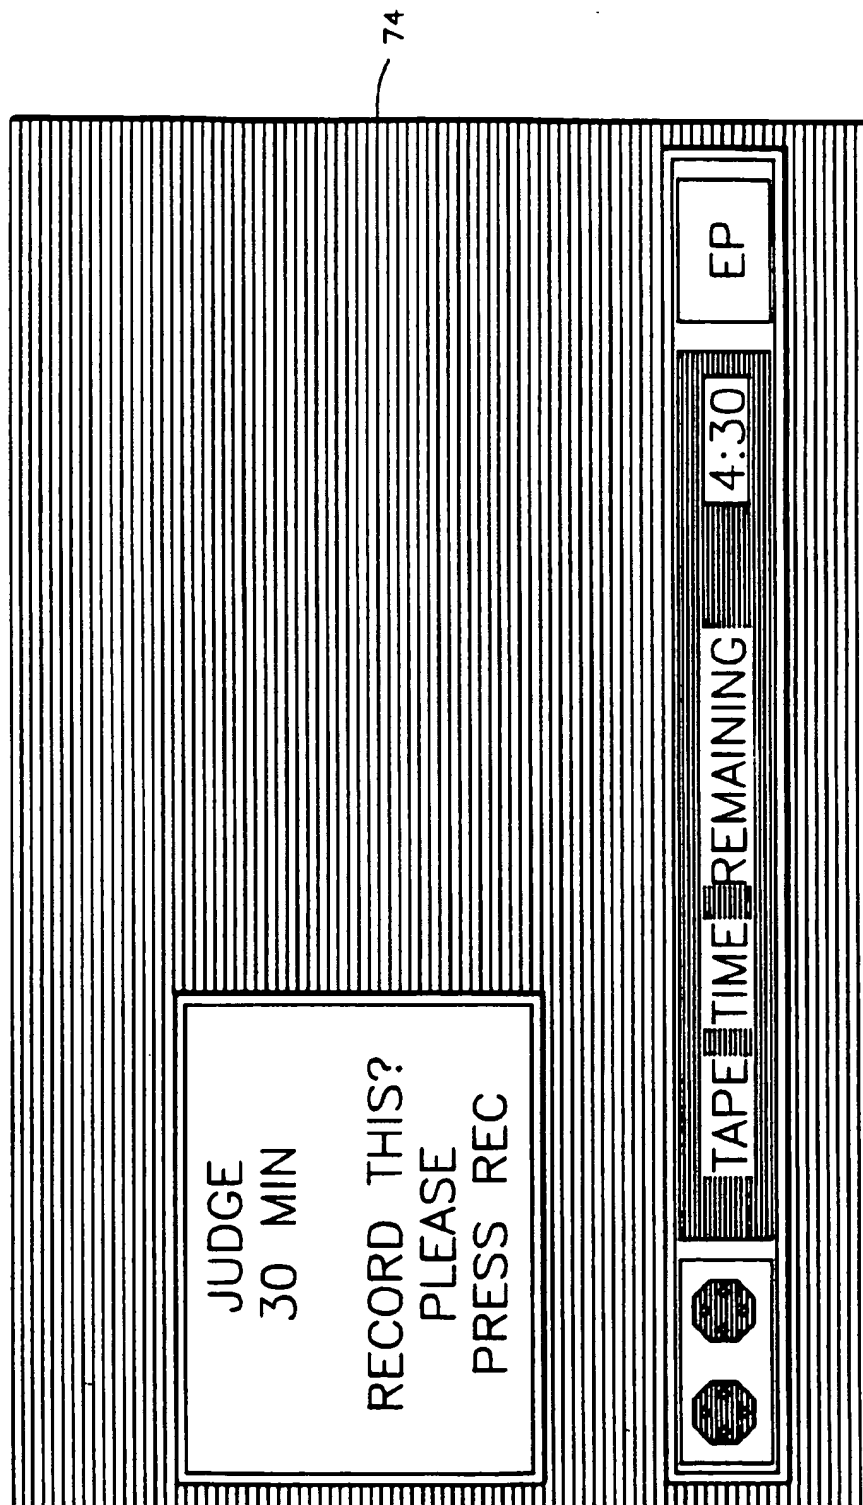 74
JUDGE
30 MIN
RECORD THIS?
PLEASE
PRESS REC
TAPE TIME REMAINING 4:30 EP